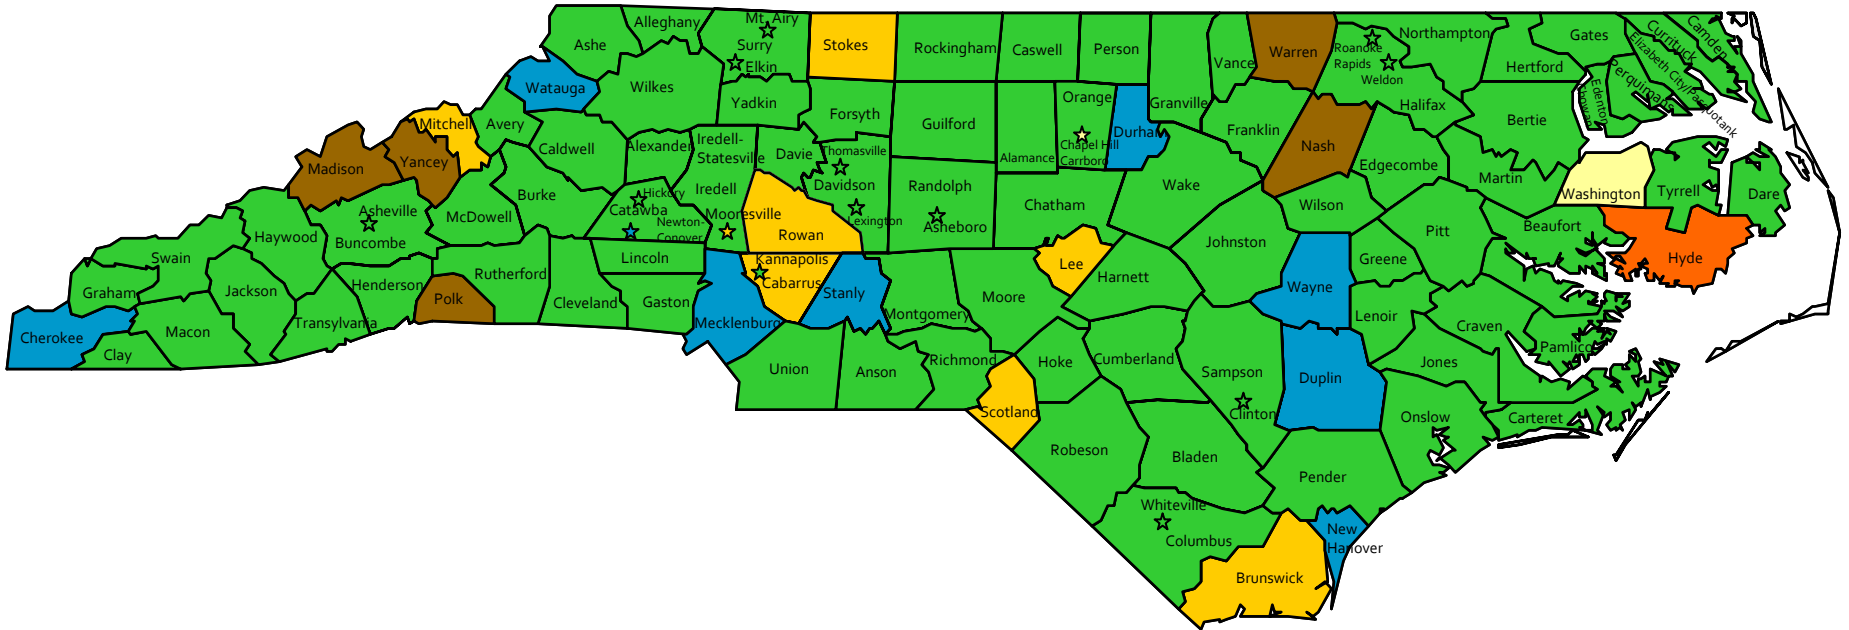 Ashe
Alleghany
Mt. Airy
Surry
Elkin
Stokes
Rockingham
Caswell
Person
Vance
Granville
Warren
Roanoke
Rapids
Weldon
Northampton
Halifax
Gates
Hertford
Currituck
Camden
Elizabeth City/Pasquotank
Perquimans
Edenton
Chowan
Bertie
Watauga
Wilkes
Yadkin
Forsyth
Guilford
Alamance
Orange
Chapel Hill
Carrboro
Durham
Franklin
Nash
Edgecombe
Martin
Washington
Tyrrell
Dare
Mitchell
Avery
Caldwell
Alexander
Iredell-
Statesville
Iredell
Davie
Thomasville
Davidson
Lexington
Randolph
Asheboro
Chatham
Wake
Wilson
Pitt
Beaufort
Hyde
Madison
Yancey
McDowell
Burke
Hickory
Catawba
Newton-
Conover
Mooresville
Rowan
Asheville
Buncombe
Haywood
Swain
Graham
Jackson
Henderson
Polk
Rutherford
Cleveland
Lincoln
Gaston
Kannapolis
Cabarrus
Stanly
Montgomery
Moore
Lee
Harnett
Johnston
Wayne
Greene
Lenoir
Craven
Pamlico
Cherokee
Clay
Macon
Transylvania
Mecklenburg
Union
Anson
Richmond
Scotland
Hoke
Cumberland
Sampson
Clinton
Duplin
Jones
Onslow
Carteret
Robeson
Bladen
Pender
Whiteville
Columbus
Brunswick
New
Hanover